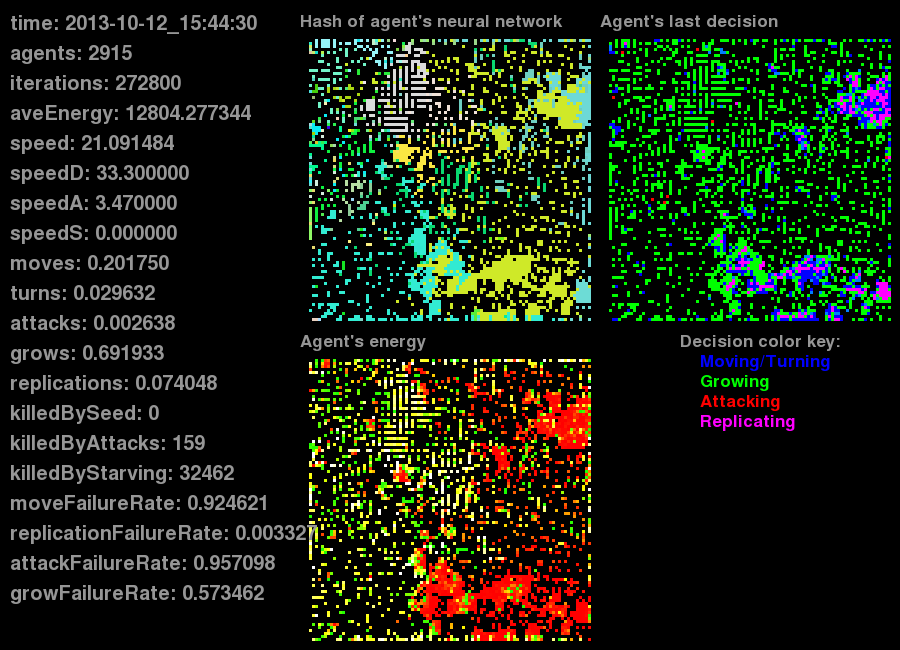 time: 2013-10-12_15:44:30
agents: 2915
iterations: 272800
aveEnergy: 12804.277344
speed: 21.091484
speedD: 33.300000
speedA: 3.470000
speedS: 0.000000
moves: 0.201750
turns: 0.029632
attacks: 0.002638
grows: 0.691933
replications: 0.074048
killedBySeed: 0
killedByAttacks: 159
killedByStarving: 32462
moveFailureRate: 0.924621
replicationFailureRate: 0.003327
attackFailureRate: 0.957098
growFailureRate: 0.573462
Hash of agent's neural network
Agent's last decision
Agent's energy
Decision color key:
Moving/Turning
Growing
Attacking
Replicating